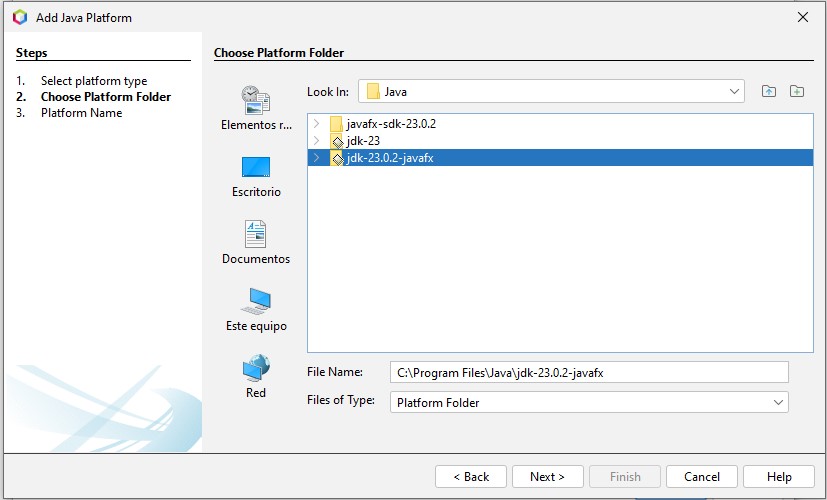 Add Java Platform
Steps
1. Select platform type
2. Choose Platform Folder
3. Platform Name
Choose Platform Folder
Look In: Java
Elementos r...
Escritorio
Documentos
Este equipo
Red
javafx-sdk-23.0.2
jdk-23
jdk-23.0.2-javafx
File Name: C:\Program Files\Java\jdk-23.0.2-javafx
Files of Type: Platform Folder
< Back Next > Finish Cancel Help